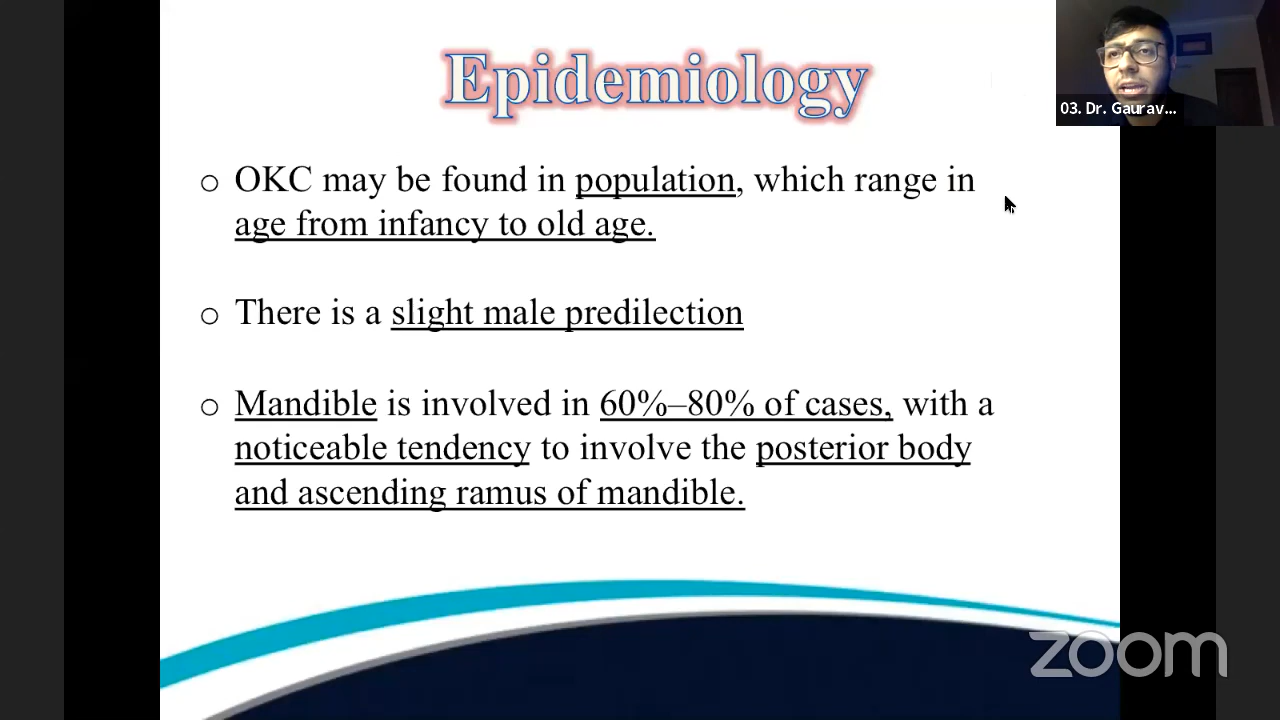 Epidemiology
03. Dr. Gaurav...
○ OKC may be found in population, which range in
age from infancy to old age.
○ There is a slight male predilection
○ Mandible is involved in 60%–80% of cases, with a
noticeable tendency to involve the posterior body
and ascending ramus of mandible.
zoom